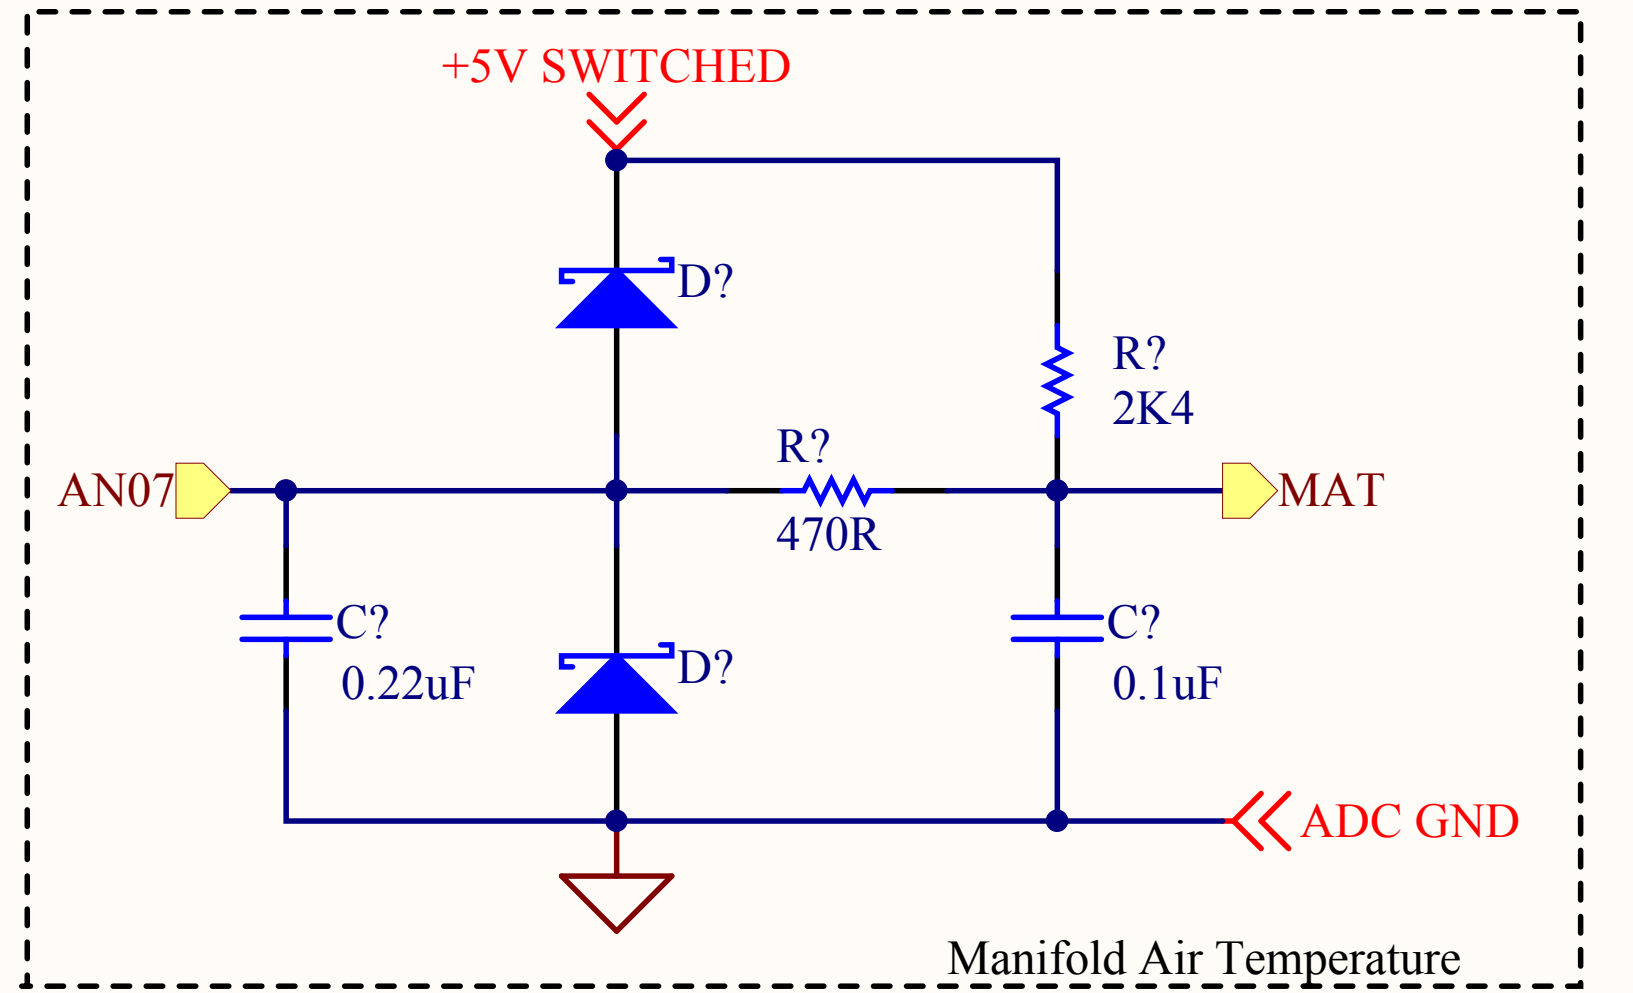 +5V SWITCHED
D?
R?
2K4
R?
AN07
MAT
470R
C?
0.22uF
D?
C?
0.1uF
ADC GND
Manifold Air Temperature